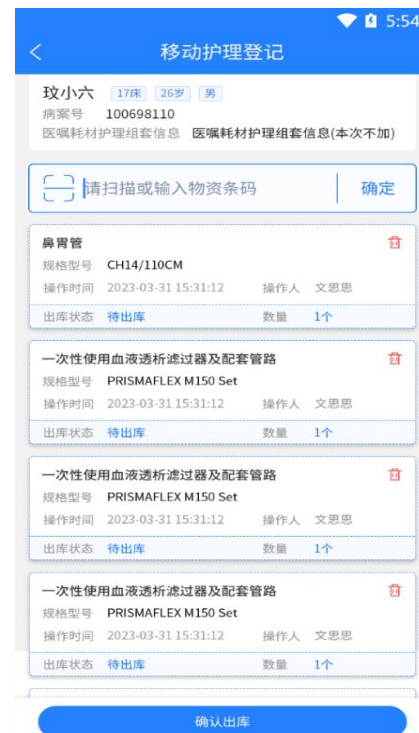 5:54
移动护理登记
玟小六 17床 26岁 男
病案号 100698110
医嘱耗材护理组套信息 医嘱耗材护理组套信息(本次不加)
请扫描或输入物资条码 确定
鼻胃管
规格型号 CH14/110CM
操作时间 2023-03-31 15:31:12 操作人 文思思
出库状态 待出库 数量 1个
一次性使用血液透析滤过器及配套管路
规格型号 PRISMAFLEX M150 Set
操作时间 2023-03-31 15:31:12 操作人 文思思
出库状态 待出库 数量 1个
一次性使用血液透析滤过器及配套管路
规格型号 PRISMAFLEX M150 Set
操作时间 2023-03-31 15:31:12 操作人 文思思
出库状态 待出库 数量 1个
一次性使用血液透析滤过器及配套管路
规格型号 PRISMAFLEX M150 Set
操作时间 2023-03-31 15:31:12 操作人 文思思
出库状态 待出库 数量 1个
确认出库